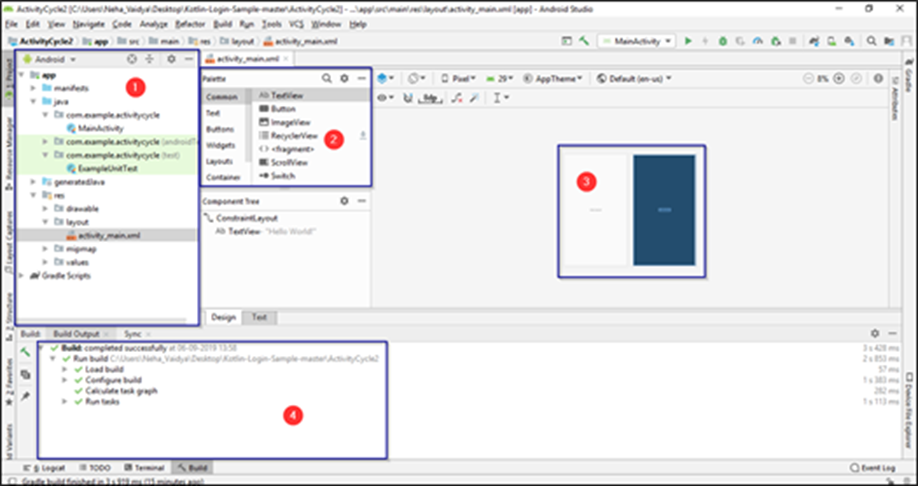 ActivityCycle2 [C:\Users\Neha_Vaidya\Desktop\Kotlin-Login-Sample-master\ActivityCycle2] - ...\app\src\main\res\layout\activity_main.xml [app] - Android Studio
File Edit View Navigate Code Analyze Refactor Build Run Tools VCS Window Help
ActivityCycle2 app src main res layout activity_main.xml MainActivity
Android
activity_main.xml
1: Project
Gradle
1
app
manifests
java
com.example.activitycycle
MainActivity
com.example.activitycycle (androidT
com.example.activitycycle (test)
ExampleUnitTest
generatedJava
res
drawable
layout
activity_main.xml
mipmap
values
Gradle Scripts
Resource Manager
Layout Captures
Z: Structure
2: Favorites
Palette
Common
Text
Buttons
Widgets
Layouts
Container
Ab TextView
Button
ImageView
RecyclerView
<fragment>
ScrollView
Switch
2
Component Tree
ConstraintLayout
Ab TextView- "Hello World!"
Pixel 29 AppTheme Default (en-us) 8%
Attributes
3
Design Text
Build: Build Output Sync
Build: completed successfully at 06-09-2019 13:58
3 s 428 ms
Run build C:\Users\Neha_Vaidya\Desktop\Kotlin-Login-Sample-master\ActivityCycle2
2 s 853 ms
Load build
57 ms
Configure build
1 s 383 ms
Calculate task graph
282 ms
Run tasks
1 s 113 ms
4
Device File Explorer
6: Logcat TODO Terminal Build Event Log
Gradle build finished in 3 s 919 ms (15 minutes ago)